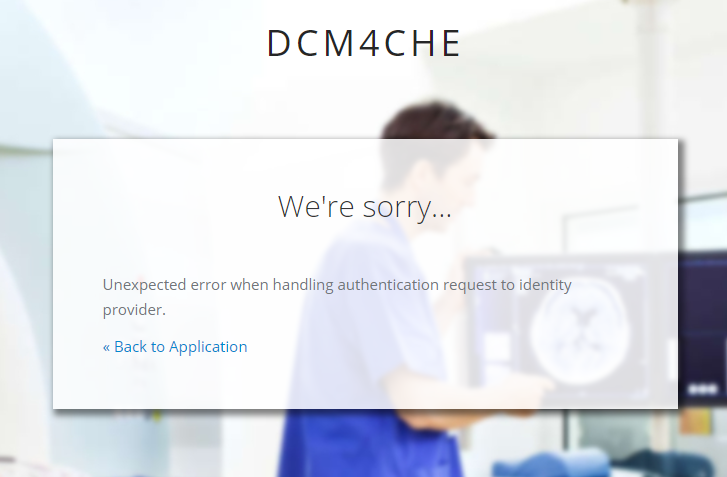 DCM4CHE
We're sorry...
Unexpected error when handling authentication request to identity
provider.
« Back to Application